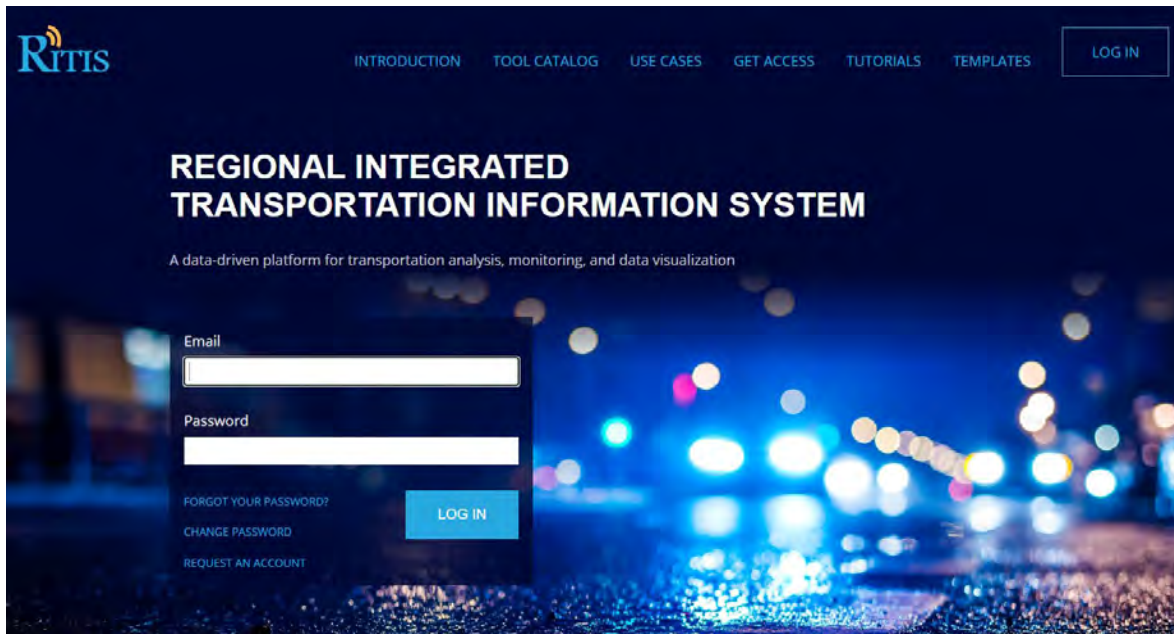 RITIS
INTRODUCTION TOOL CATALOG USE CASES GET ACCESS TUTORIALS TEMPLATES LOG IN
REGIONAL INTEGRATED
TRANSPORTATION INFORMATION SYSTEM
A data-driven platform for transportation analysis, monitoring, and data visualization
Email
Password
FORGOT YOUR PASSWORD?
LOG IN
CHANGE PASSWORD
REQUEST AN ACCOUNT